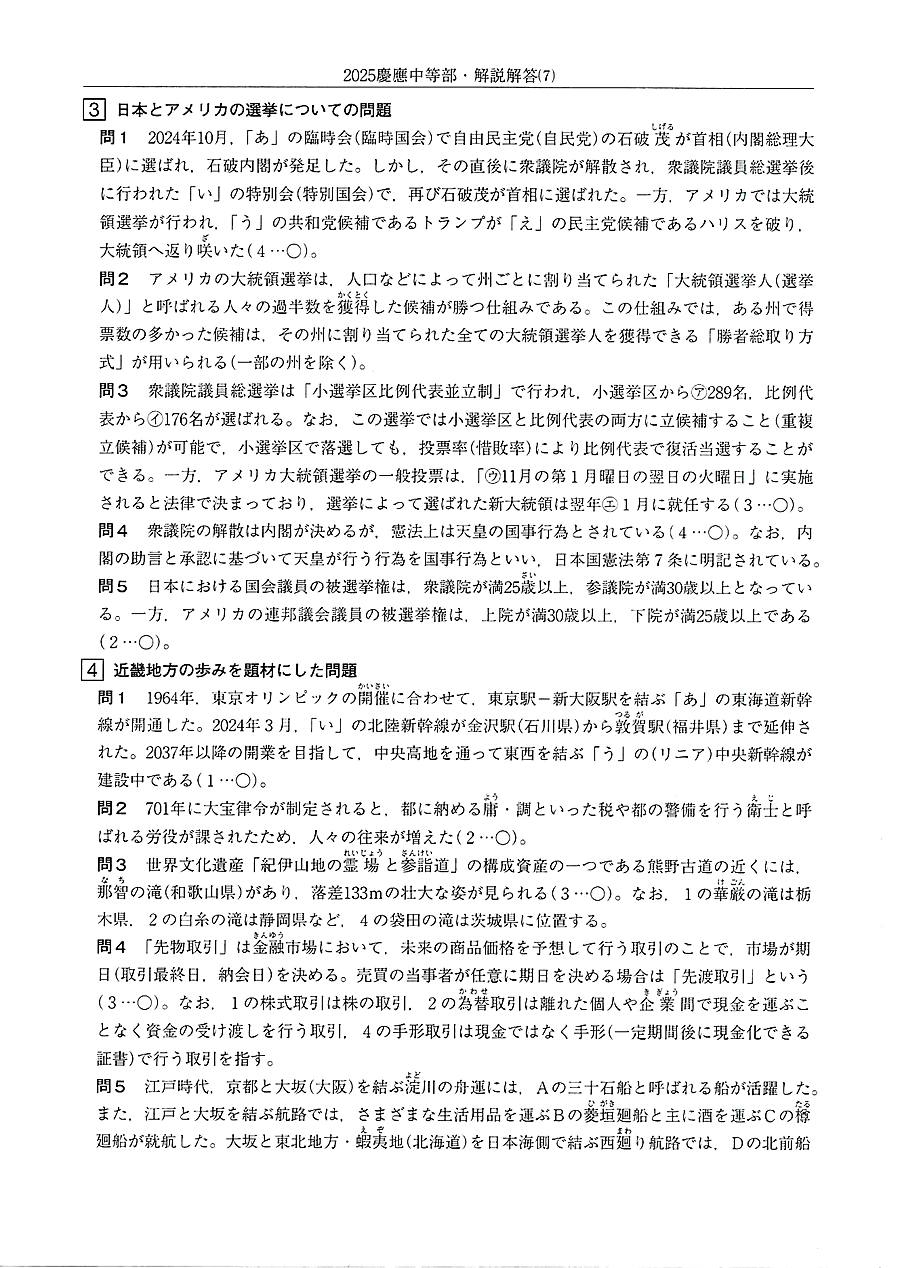 2025慶應中等部・解説解答(7)
3 日本とアメリカの選挙についての問題
問1 2024年10月,「あ」の臨時会(臨時国会)で自由民主党(自民党)の石破茂が首相(内閣総理大
臣)に選ばれ,石破内閣が発足した。しかし,その直後に衆議院が解散され,衆議院議員総選挙後
に行われた「い」の特別会(特別国会)で,再び石破茂が首相に選ばれた。一方,アメリカでは大統
領選挙が行われ,「う」の共和党候補であるトランプが「え」の民主党候補であるハリスを破り,
大統領へ返り咲いた(4…○)。
問2 アメリカの大統領選挙は,人口などによって州ごとに割り当てられた「大統領選挙人(選挙
人)」と呼ばれる人々の過半数を獲得した候補が勝つ仕組みである。この仕組みでは,ある州で得
票数の多かった候補は,その州に割り当てられた全ての大統領選挙人を獲得できる「勝者総取り方
式」が用いられる(一部の州を除く)。
問3 衆議院議員総選挙は「小選挙区比例代表並立制」で行われ,小選挙区から㋐289名,比例代
表から㋑176名が選ばれる。なお,この選挙では小選挙区と比例代表の両方に立候補すること(重複
立候補)が可能で,小選挙区で落選しても,投票率(惜敗率)により比例代表で復活当選することが
できる。一方,アメリカ大統領選挙の一般投票は,「㋒11月の第1月曜日の翌日の火曜日」に実施
されると法律で決まっており,選挙によって選ばれた新大統領は翌年㋓1月に就任する(3…○)。
問4 衆議院の解散は内閣が決めるが,憲法上は天皇の国事行為とされている(4…○)。なお,内
閣の助言と承認に基づいて天皇が行う行為を国事行為といい,日本国憲法第7条に明記されている。
問5 日本における国会議員の被選挙権は,衆議院が満25歳以上,参議院が満30歳以上となってい
る。一方,アメリカの連邦議会議員の被選挙権は,上院が満30歳以上,下院が満25歳以上である
(2…○)。
4 近畿地方の歩みを題材にした問題
問1 1964年,東京オリンピックの開催に合わせて,東京駅−新大阪駅を結ぶ「あ」の東海道新幹
線が開通した。2024年3月,「い」の北陸新幹線が金沢駅(石川県)から敦賀駅(福井県)まで延伸さ
れた。2037年以降の開業を目指して,中央高地を通って東西を結ぶ「う」の(リニア)中央新幹線が
建設中である(1…○)。
問2 701年に大宝律令が制定されると,都に納める庸・調といった税や都の警備を行う衛士と呼
ばれる労役が課されたため,人々の往来が増えた(2…○)。
問3 世界文化遺産「紀伊山地の霊場と参詣道」の構成資産の一つである熊野古道の近くには,
那智の滝(和歌山県)があり,落差133mの壮大な姿が見られる(3…○)。なお,1の華厳の滝は栃
木県,2の白糸の滝は静岡県など,4の袋田の滝は茨城県に位置する。
問4 「先物取引」は金融市場において,未来の商品価格を予想して行う取引のことで,市場が期
日(取引最終日,納会日)を決める。売買の当事者が任意に期日を決める場合は「先渡取引」という
(3…○)。なお,1の株式取引は株の取引,2の為替取引は離れた個人や企業間で現金を運ぶこ
となく資金の受け渡しを行う取引,4の手形取引は現金ではなく手形(一定期間後に現金化できる
証書)で行う取引を指す。
問5 江戸時代,京都と大坂(大阪)を結ぶ淀川の舟運には,Aの三十石船と呼ばれる船が活躍した。
また,江戸と大坂を結ぶ航路では,さまざまな生活用品を運ぶBの菱垣廻船と主に酒を運ぶCの樽
廻船が就航した。大坂と東北地方・蝦夷地(北海道)を日本海側で結ぶ西廻り航路では,Dの北前船